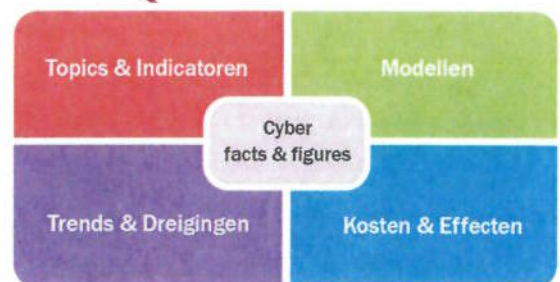 Topics & Indicatoren
Modellen
Cyber
facts & figures
Trends & Dreigingen
Kosten & Effecten